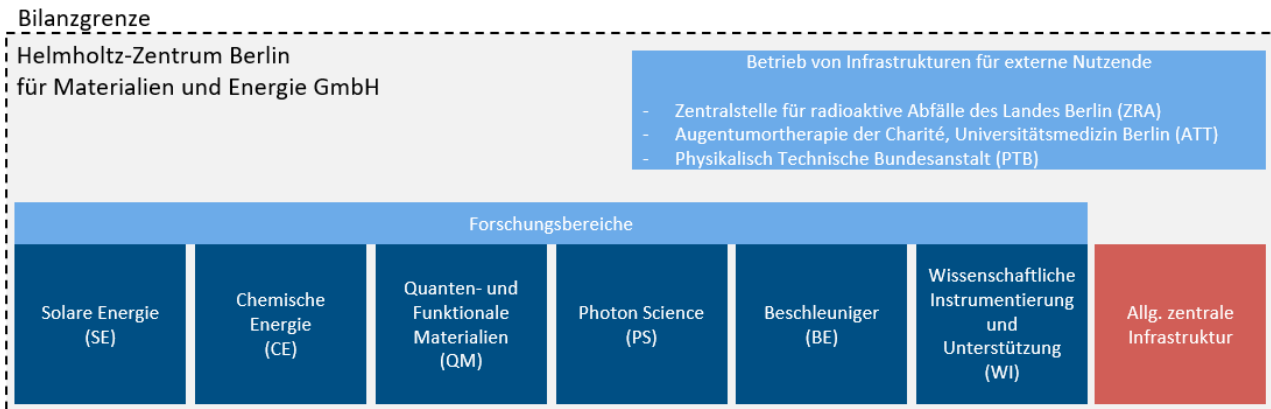 Bilanzgrenze
Helmholtz-Zentrum Berlin
für Materialien und Energie GmbH
Betrieb von Infrastrukturen für externe Nutzende
- Zentralstelle für radioaktive Abfälle des Landes Berlin (ZRA)
- Augentumortherapie der Charité, Universitätsmedizin Berlin (ATT)
- Physikalisch Technische Bundesanstalt (PTB)
Forschungsbereiche
Solare Energie
(SE)
Chemische
Energie
(CE)
Quanten- und
Funktionale
Materialien
(QM)
Photon Science
(PS)
Beschleuniger
(BE)
Wissenschaftliche
Instrumentierung
und
Unterstützung
(WI)
Allg. zentrale
Infrastruktur